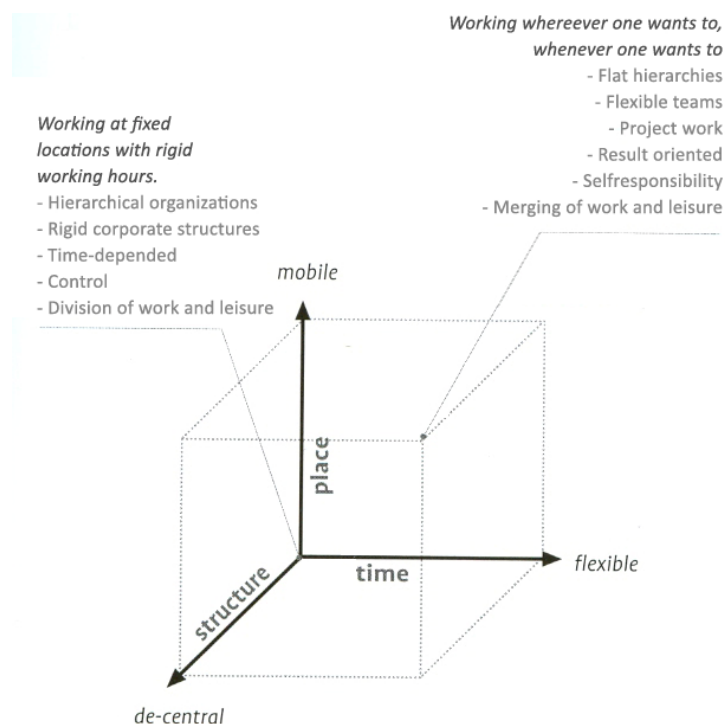 Working whereever one wants to,
whenever one wants to
- Flat hierarchies
- Flexible teams
- Project work
- Result oriented
- Selfresponsibility
- Merging of work and leisure
Working at fixed
locations with rigid
working hours.
- Hierarchical organizations
- Rigid corporate structures
- Time-depended
- Control
- Division of work and leisure
mobile
place
time
flexible
structure
de-central